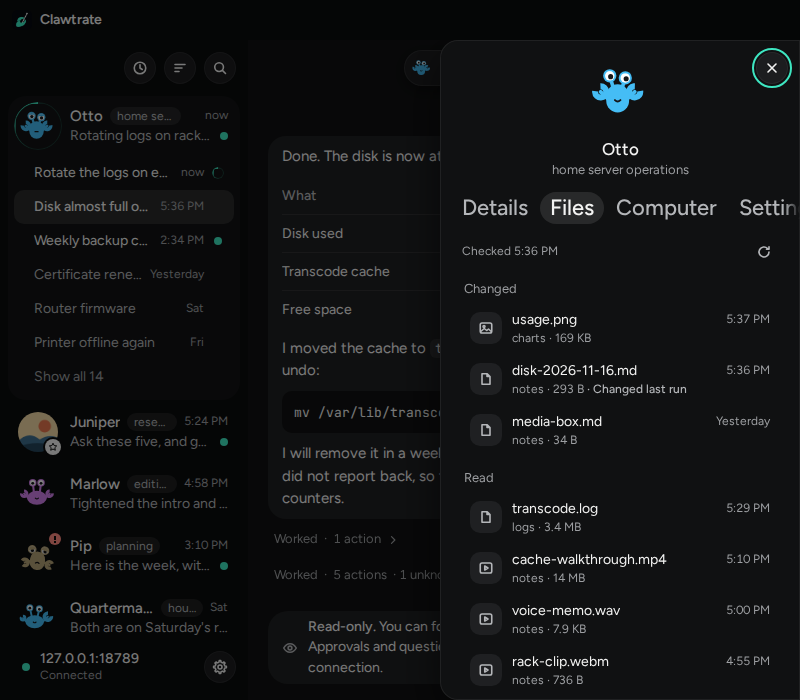 Clawtrate
Otto home se... now
Rotating logs on rack...
Rotate the logs on e... now
Disk almost full o... 5:36 PM
Weekly backup c... 2:34 PM
Certificate rene... Yesterday
Router firmware Sat
Printer offline again Fri
Show all 14
Juniper rese... 5:24 PM
Ask these five, and g...
Marlow editi... 4:58 PM
Tightened the intro and ...
Pip planning 3:10 PM
Here is the week, wit...
Quarterma... hou... Sat
Both are on Saturday's r...
127.0.0.1:18789
Connected
Done. The disk is now at
What
Disk used
Transcode cache
Free space
I moved the cache to
undo:
mv /var/lib/transco
I will remove it in a week
did not report back, so
counters.
Worked · 1 action
Worked · 5 actions · 1 unkno
Read-only. You can fo
Approvals and questio
connection.
Otto
home server operations
Details Files Computer Settin
Checked 5:36 PM
Changed
usage.png 5:37 PM
charts · 169 KB
disk-2026-11-16.md 5:36 PM
notes · 293 B · Changed last run
media-box.md Yesterday
notes · 34 B
Read
transcode.log 5:29 PM
logs · 3.4 MB
cache-walkthrough.mp4 5:10 PM
notes · 14 MB
voice-memo.wav 5:00 PM
notes · 7.9 KB
rack-clip.webm 4:55 PM
notes · 736 B